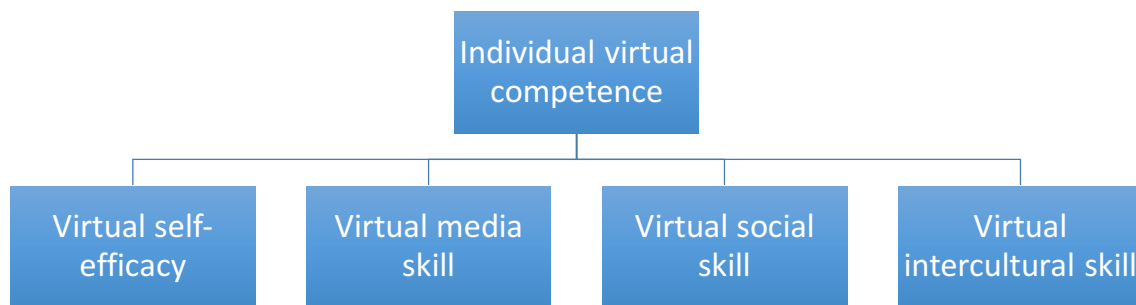 Individual virtual
competence
Virtual self-
efficacy
Virtual media
skill
Virtual social
skill
Virtual
intercultural skill